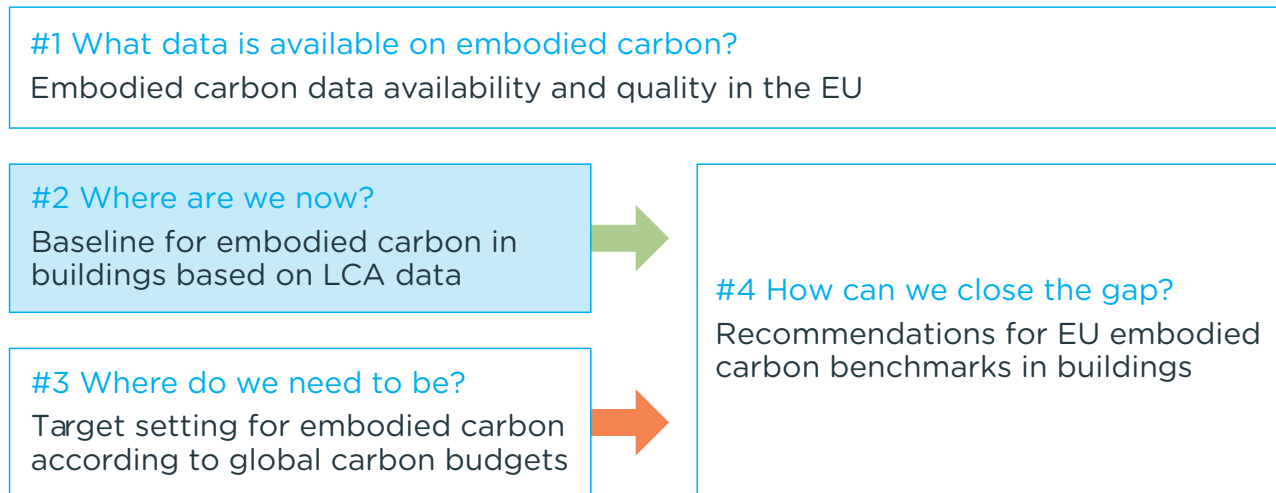 #1 What data is available on embodied carbon?
Embodied carbon data availability and quality in the EU
#2 Where are we now?
Baseline for embodied carbon in
buildings based on LCA data
#3 Where do we need to be?
Target setting for embodied carbon
according to global carbon budgets
#4 How can we close the gap?
Recommendations for EU embodied
carbon benchmarks in buildings